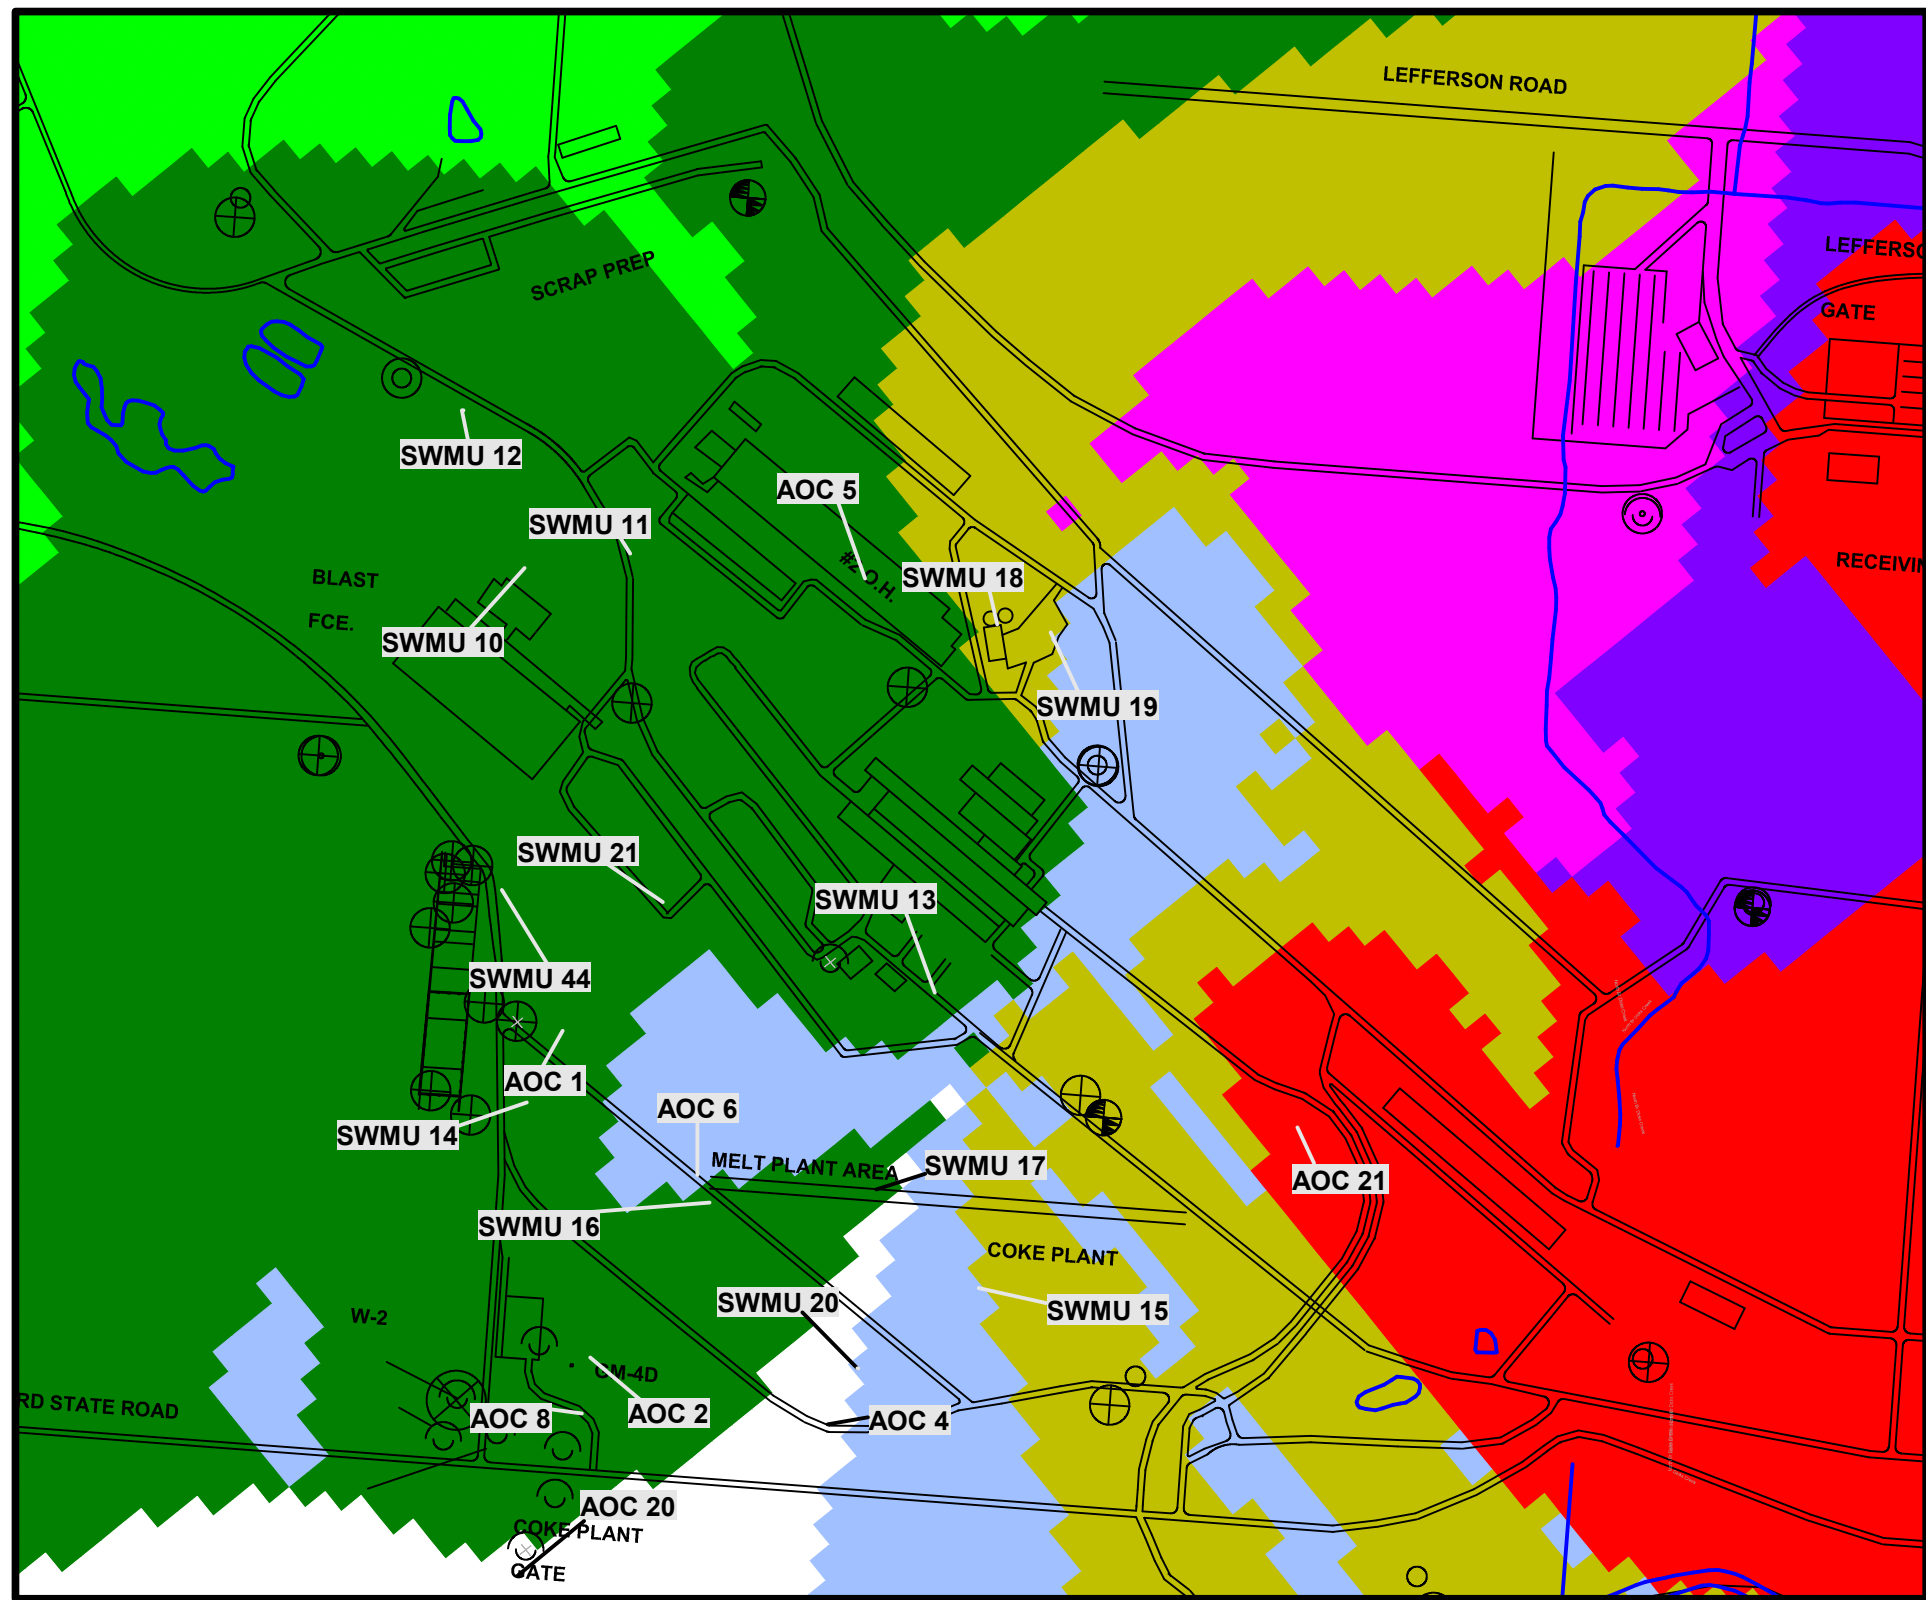 LEFFERSON ROAD
LEFFERSO
SCRAP PREP
GATE
SWMU 12
AOC 5
SWMU 11
RECEIVIN
BLAST
#2 O.H.
SWMU 18
FCE.
SWMU 10
SWMU 19
SWMU 21
SWMU 13
SWMU 44
AOC 1
AOC 6
SWMU 14
MELT PLANT AREA
SWMU 17
AOC 21
SWMU 16
COKE PLANT
SWMU 20
SWMU 15
W-2
CM-4D
RD STATE ROAD
AOC 8
AOC 2
AOC 4
AOC 20
COKE PLANT
GATE